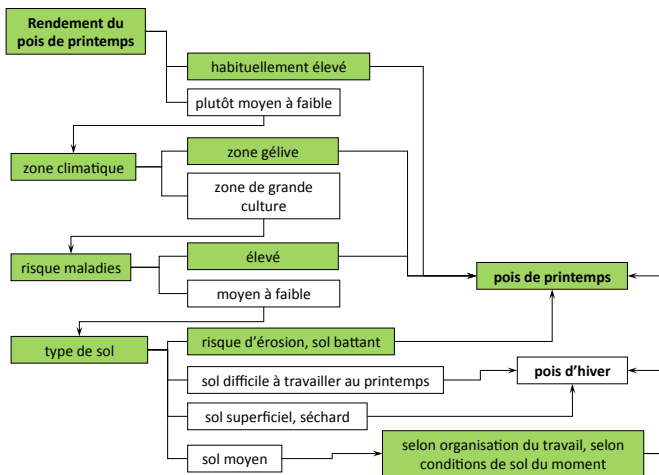 Rendement du
pois de printemps
habituellement élevé
plutôt moyen à faible
zone climatique
zone gélive
zone de grande
culture
risque maladies
élevé
moyen à faible
pois de printemps
type de sol
risque d’érosion, sol battant
sol difficile à travailler au printemps
pois d’hiver
sol superficiel, séchard
sol moyen
selon organisation du travail, selon
conditions de sol du moment